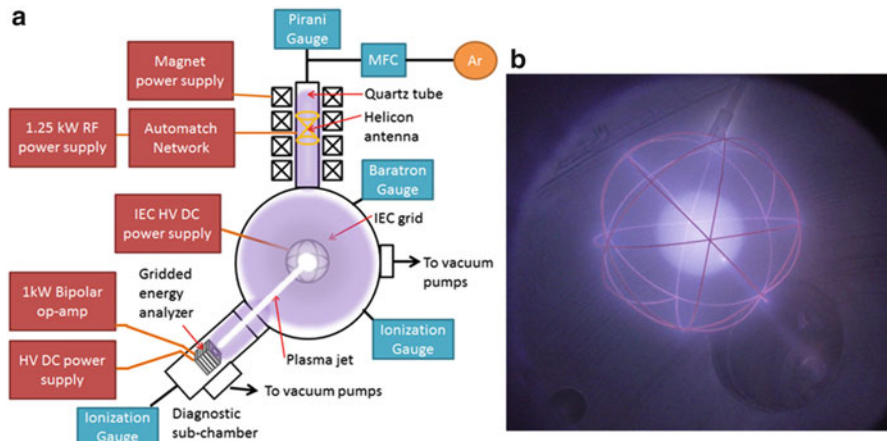 a
Pirani
Gauge
MFC
Ar
Magnet
power supply
Quartz tube
Helicon
antenna
1.25 kW RF
power supply
Automatch
Network
Baratron
Gauge
IEC HV DC
power supply
IEC grid
To vacuum
pumps
Gridded
energy
analyzer
1kW Bipolar
op-amp
HV DC power
supply
Plasma jet
Ionization
Gauge
To vacuum pumps
Ionization
Gauge
Diagnostic
sub-chamber
b